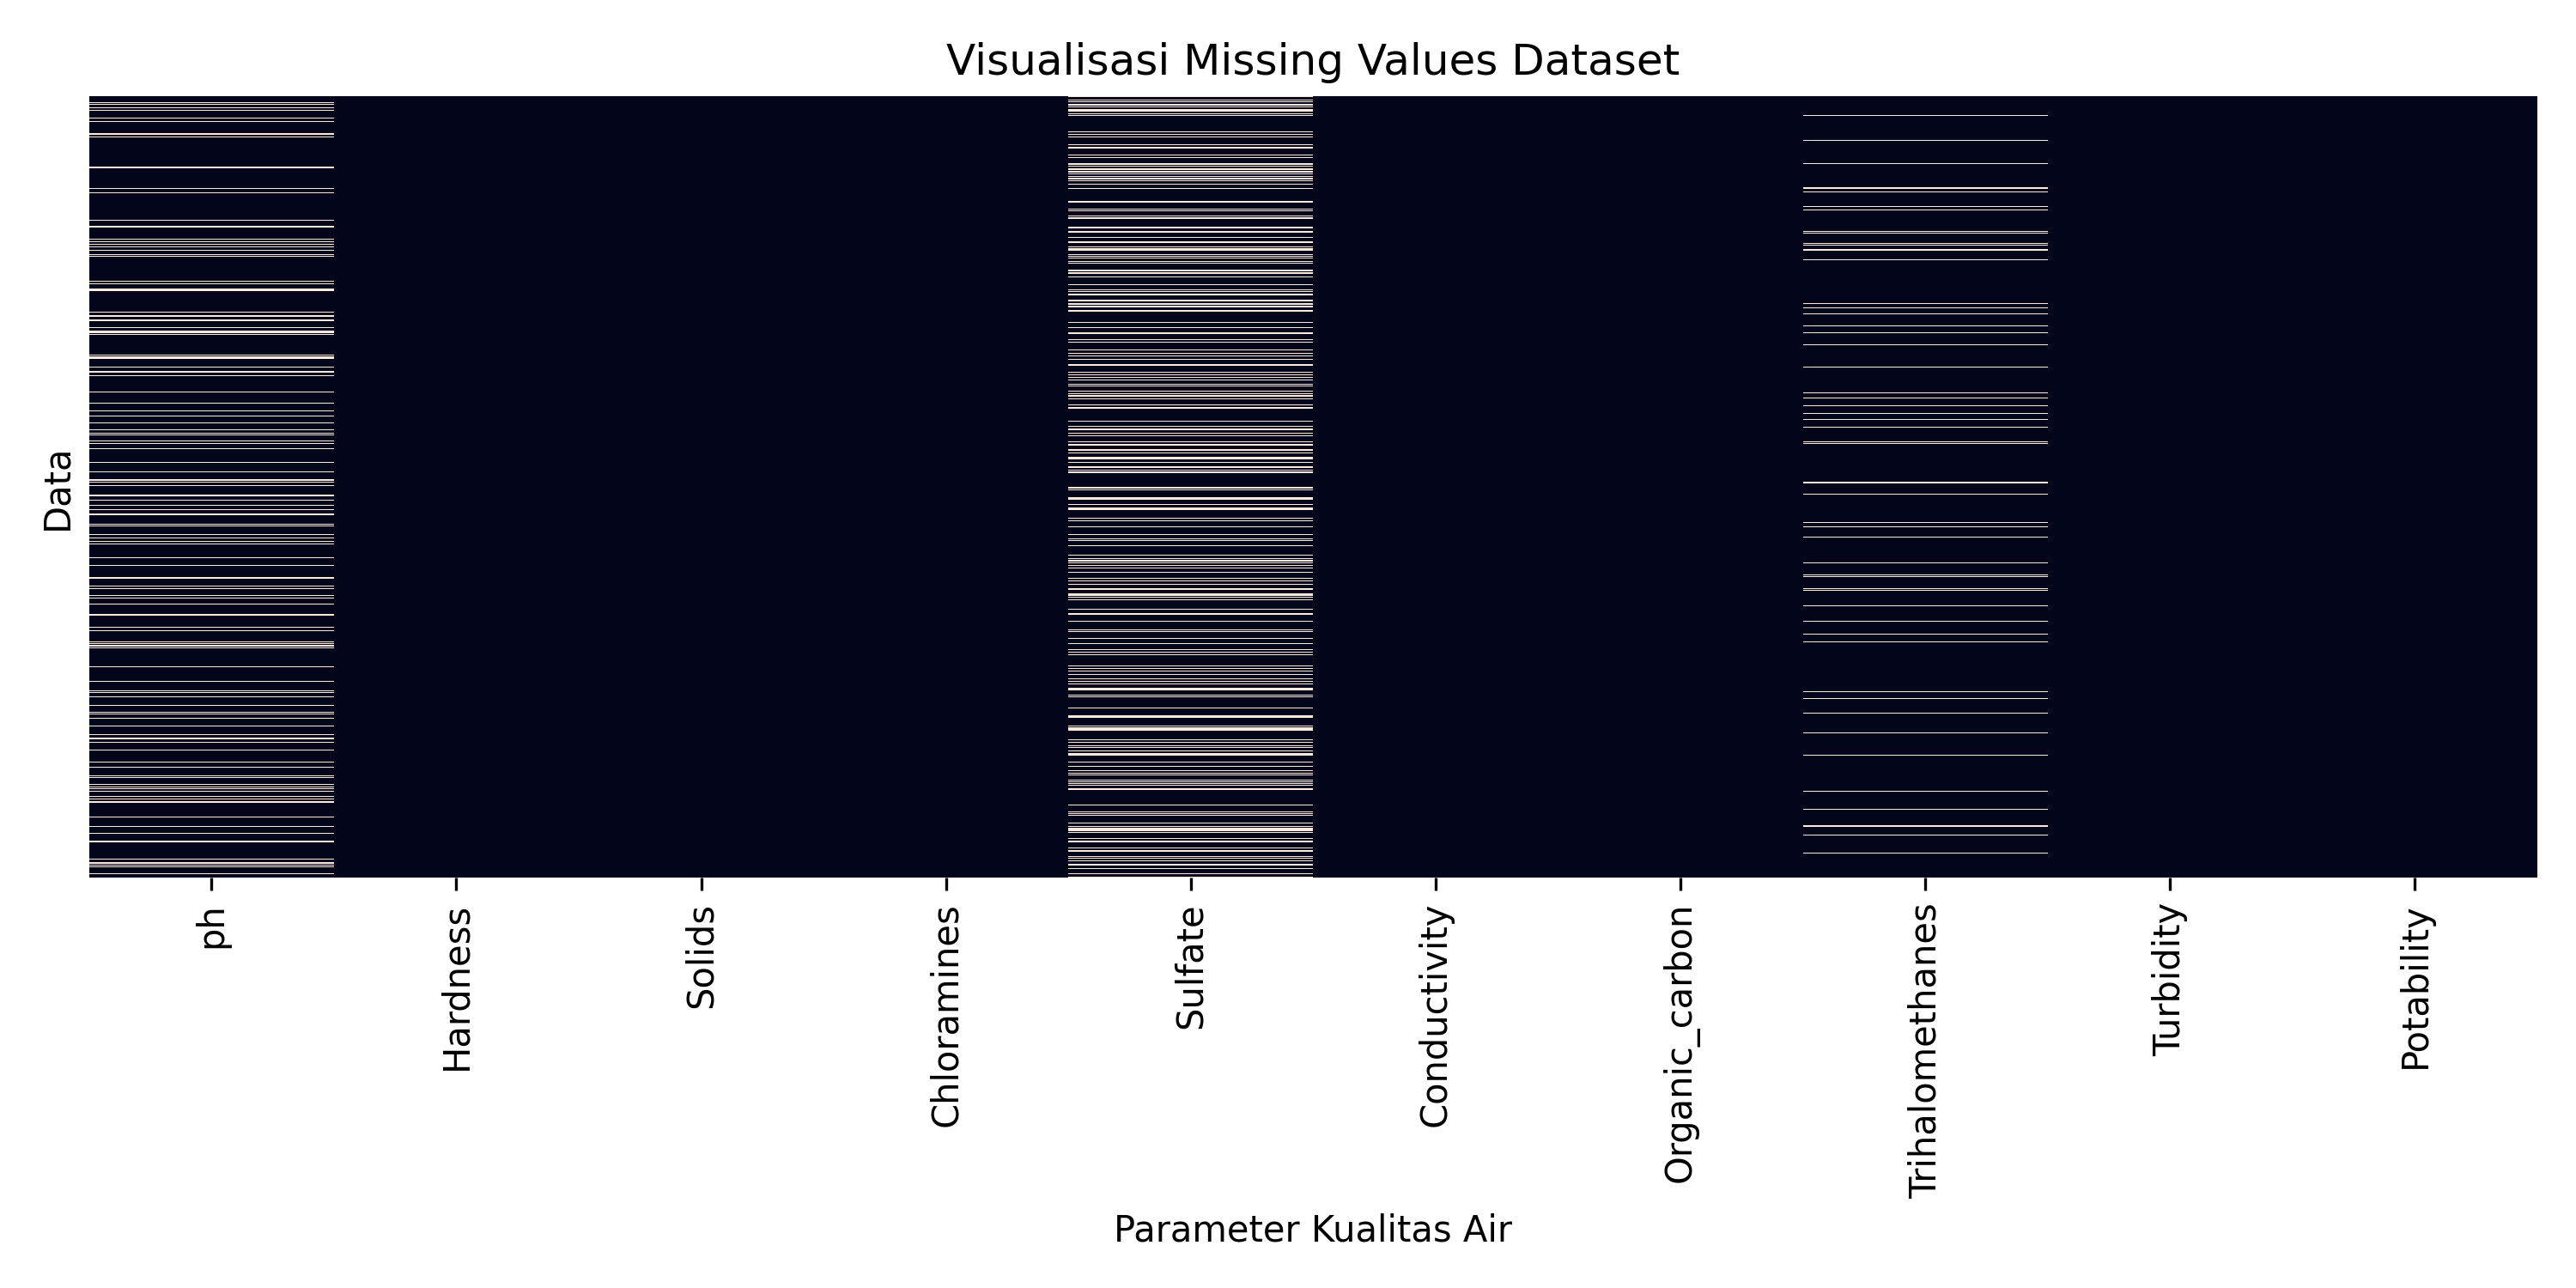 Visualisasi Missing Values Dataset
Data
ph
Hardness
Solids
Chloramines
Sulfate
Conductivity
Organic_carbon
Trihalomethanes
Turbidity
Potability
Parameter Kualitas Air